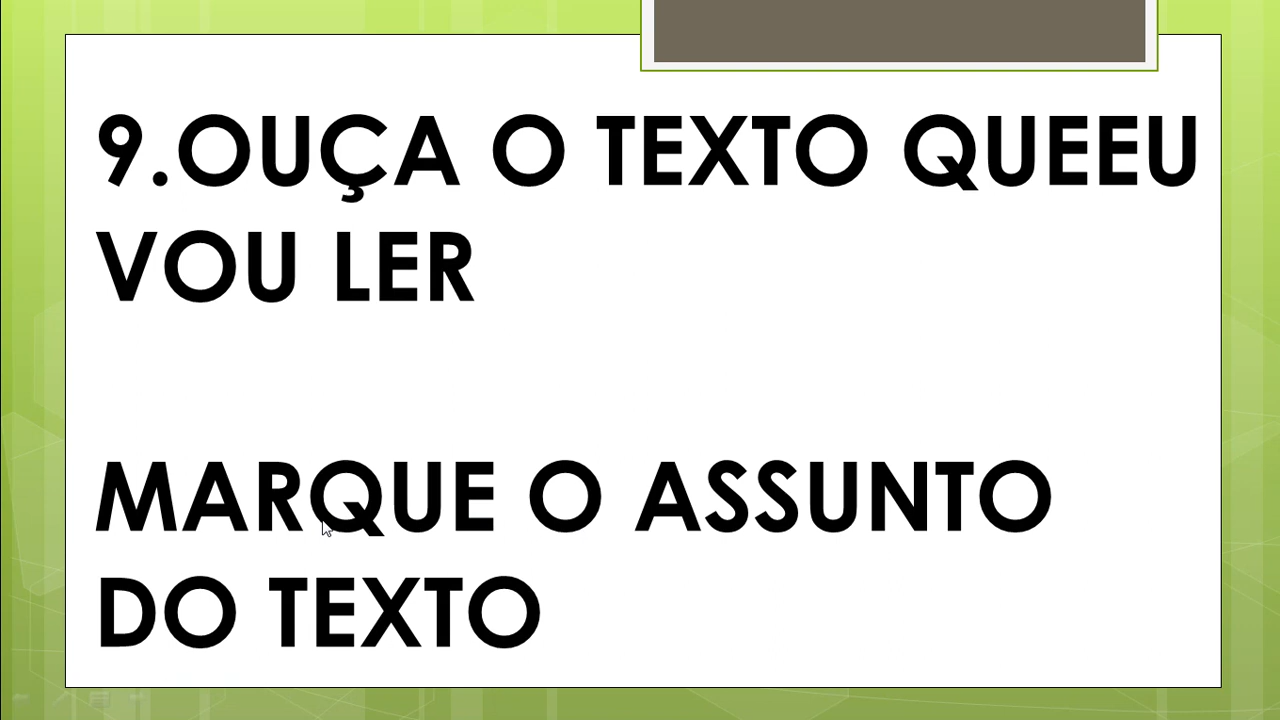 9.OUÇA O TEXTO QUEEU
VOU LER
MARQUE O ASSUNTO
DO TEXTO